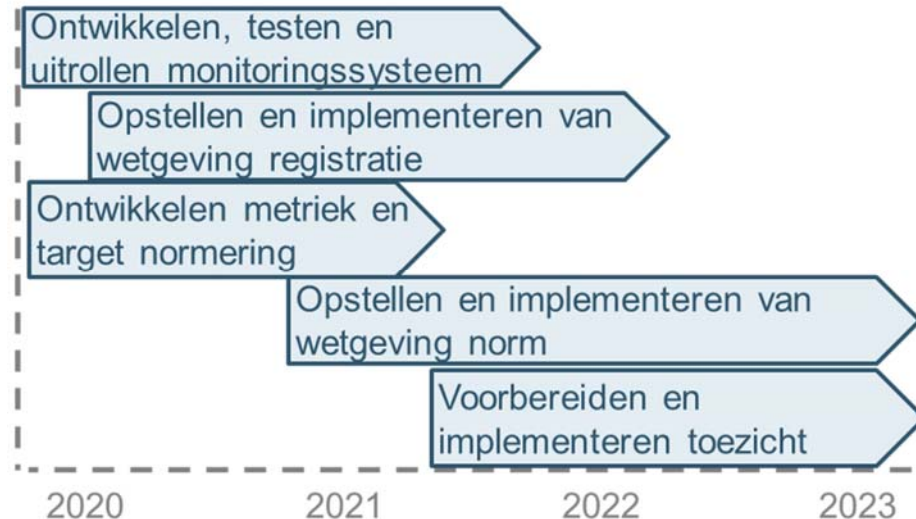 Ontwikkelen, testen en
uitrollen monitoringssysteem
Opstellen en implementeren van
wetgeving registratie
Ontwikkelen metriek en
target normering
Opstellen en implementeren van
wetgeving norm
Voorbereiden en
implementeren toezicht
2020 2021 2022 2023